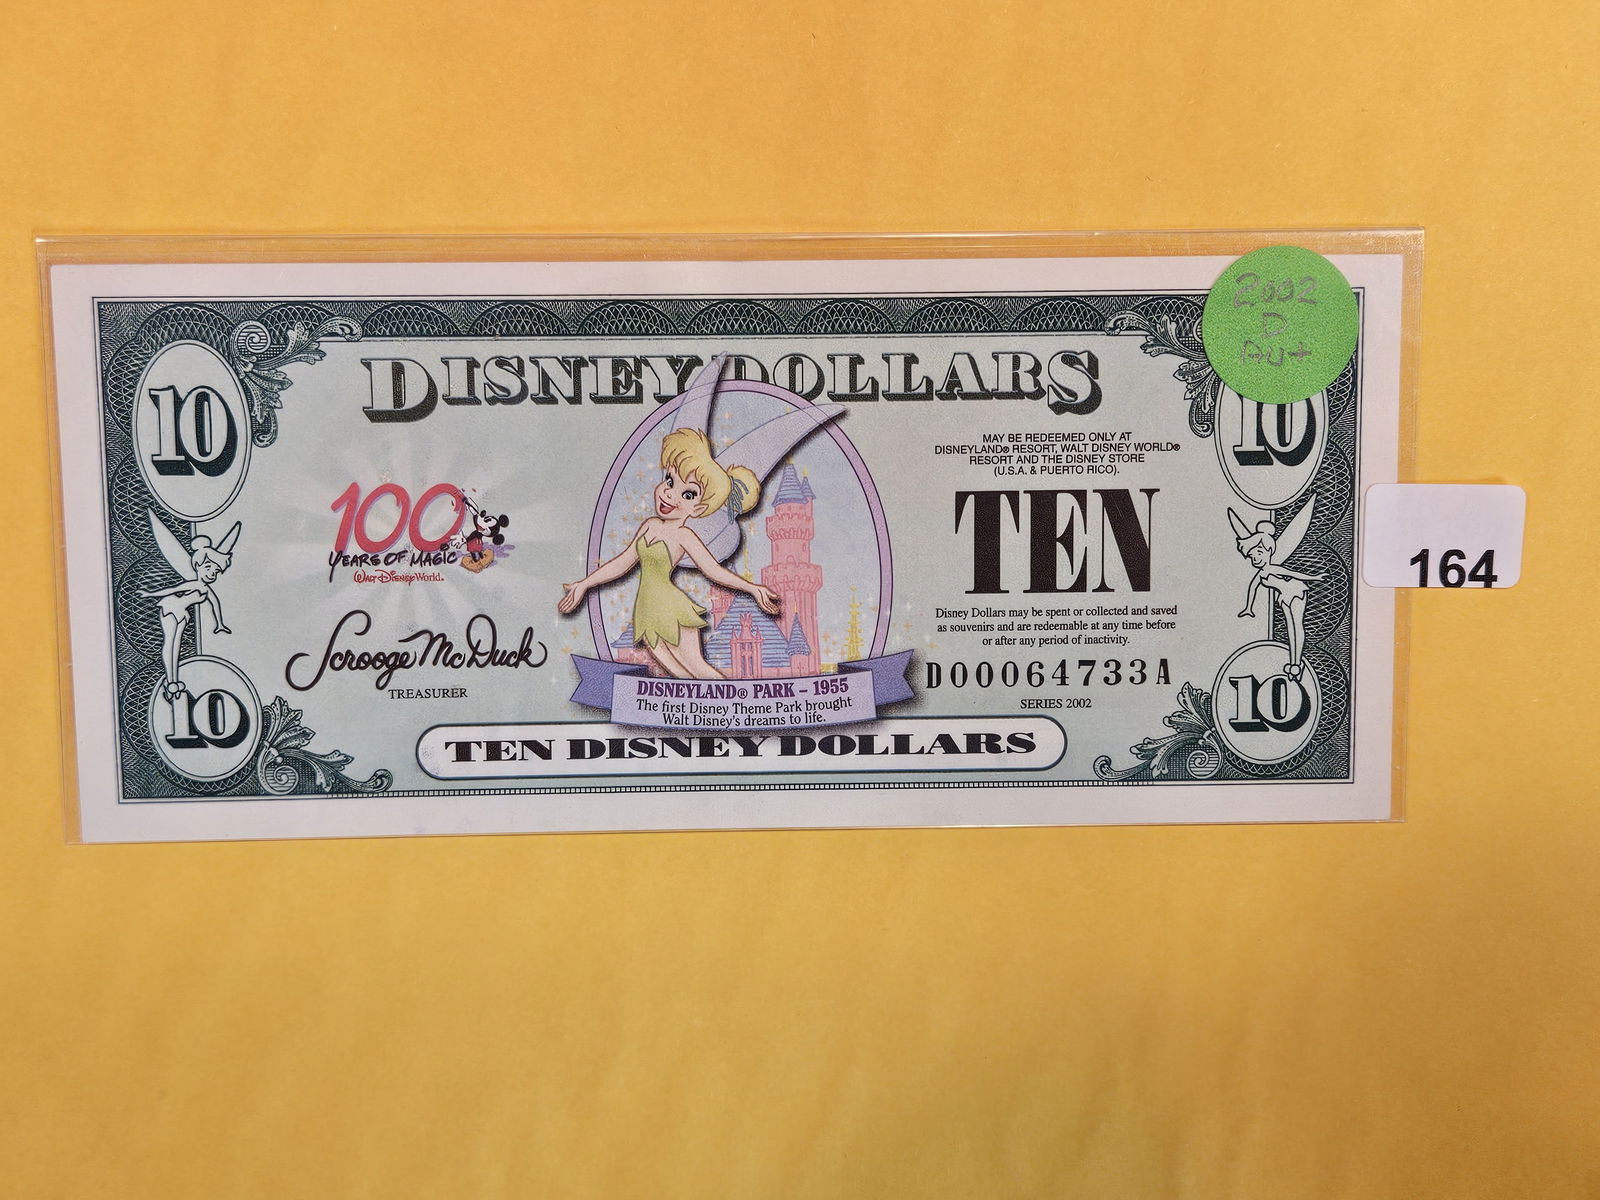 2002
D
AU+
10
DISNEY DOLLARS
10
MAY BE REDEEMED ONLY AT
DISNEYLAND® RESORT, WALT DISNEY WORLD®
RESORT AND THE DISNEY STORE
(U.S.A. & PUERTO RICO).
100
YEARS OF MAGIC
Walt Disney World.
TEN
164
Disney Dollars may be spent or collected and saved
as souvenirs and are redeemable at any time before
or after any period of inactivity.
Scrooge McDuck
TREASURER
D00064733A
SERIES 2002
DISNEYLAND® PARK – 1955
The first Disney Theme Park brought
Walt Disney's dreams to life.
10
TEN DISNEY DOLLARS
10